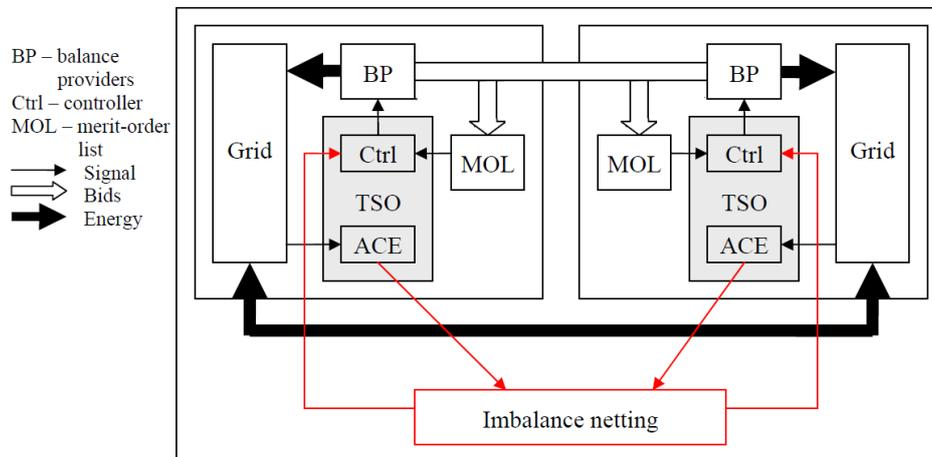 BP – balance
providers
Ctrl – controller
MOL – merit-order
list
Signal
Bids
Energy
Grid
BP
Ctrl
MOL
TSO
ACE
BP
MOL
Ctrl
TSO
ACE
Grid
Imbalance netting